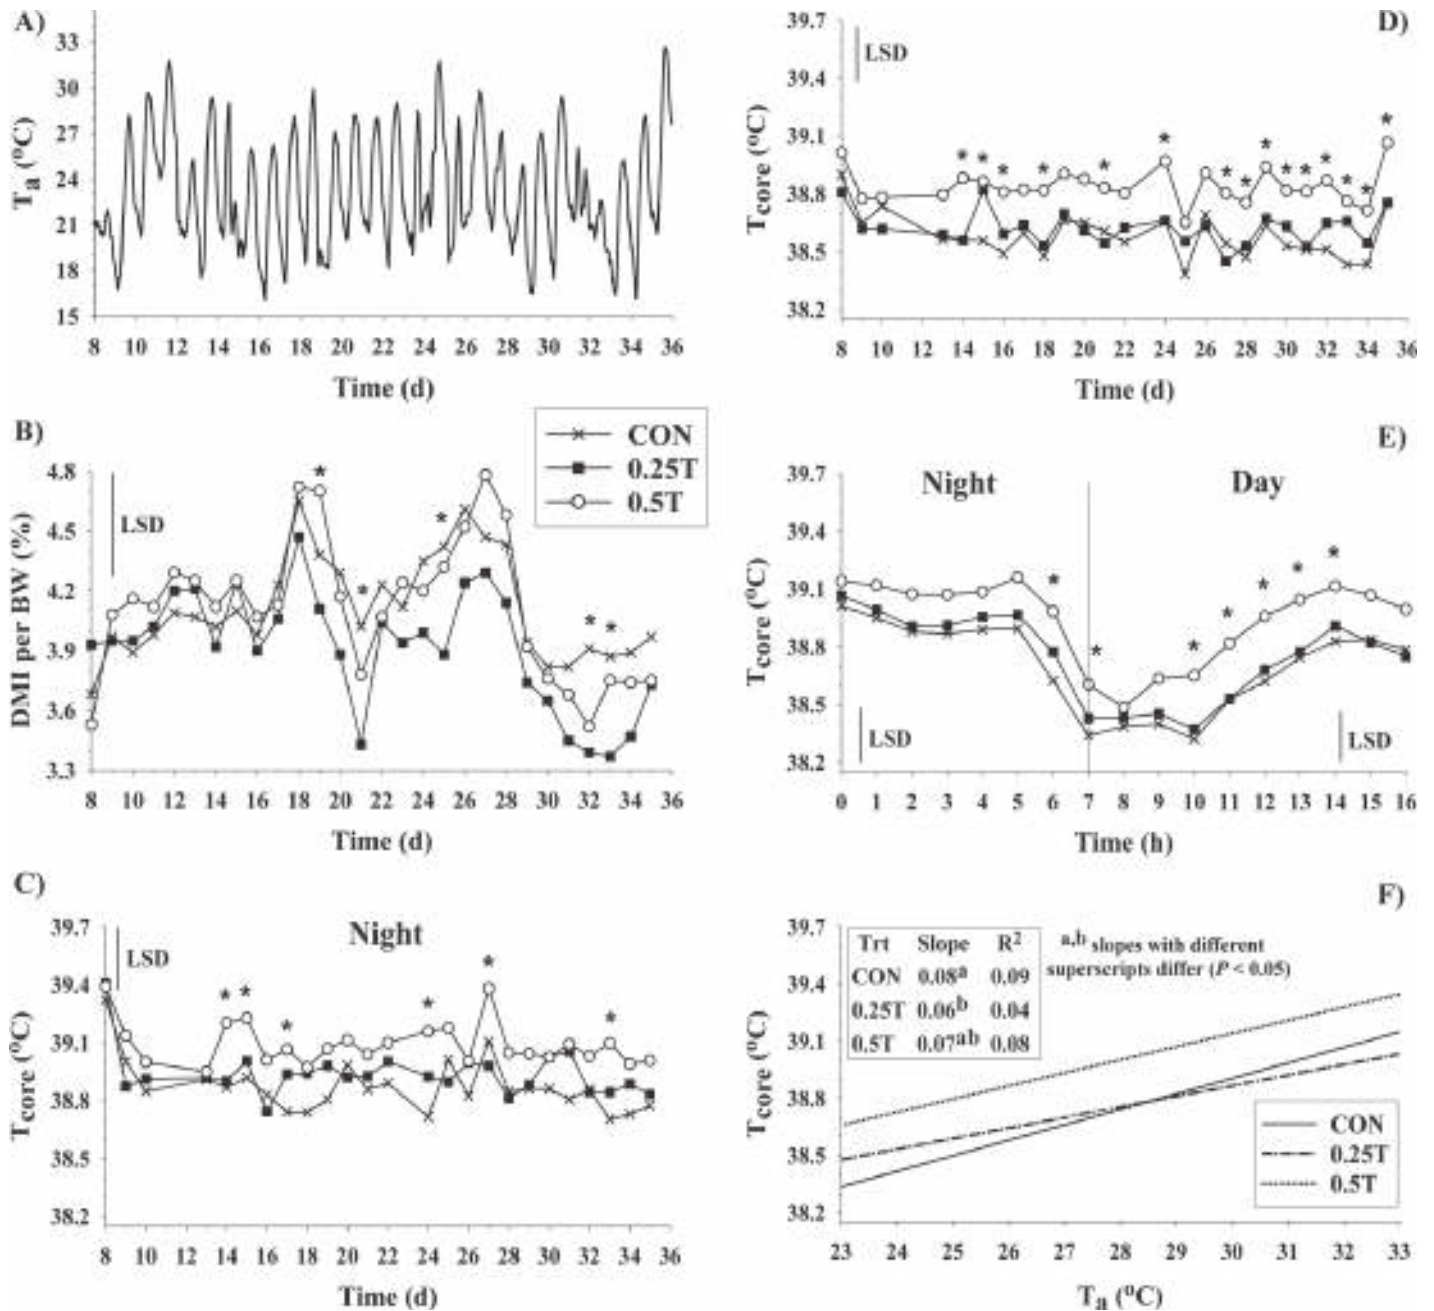 A)
33
30
27
24
21
18
15
Ta (ºC)
8 10 12 14 16 18 20 22 24 26 28 30 32 34 36
Time (d)
B)
CON
0.25T
0.5T
4.8
4.5
4.2
3.9
3.6
3.3
LSD
* * * * *
DMI per BW (%)
8 10 12 14 16 18 20 22 24 26 28 30 32 34 36
Time (d)
C)
Night
39.7
39.4
39.1
38.8
38.5
38.2
LSD
* * * * * *
Tcore (ºC)
8 10 12 14 16 18 20 22 24 26 28 30 32 34 36
Time (d)
D)
39.7
39.4
39.1
38.8
38.5
38.2
LSD
* * * * * * * * * * * * * *
Tcore (ºC)
8 10 12 14 16 18 20 22 24 26 28 30 32 34 36
Time (d)
E)
Night Day
39.7
39.4
39.1
38.8
38.5
38.2
* * * * * * *
LSD LSD
Tcore (ºC)
0 1 2 3 4 5 6 7 8 9 10 11 12 13 14 15 16
Time (h)
F)
39.7
39.4
39.1
38.8
38.5
38.2
Trt Slope R²
CON 0.08ᵃ 0.09
0.25T 0.06ᵇ 0.04
0.5T 0.07ᵃᵇ 0.08
a,b slopes with different
superscripts differ (P < 0.05)
CON
0.25T
0.5T
Tcore (ºC)
23 24 25 26 27 28 29 30 31 32 33
Ta (ºC)